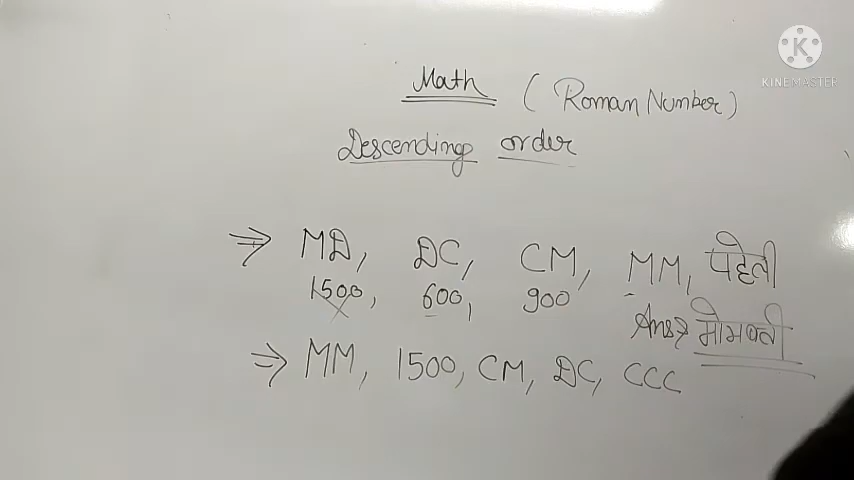 KINEMASTER
Math ( Roman Number)
Descending order
⇒ MD, DC, CM, MM, पहेली
1500, 600, 900
Ans⇒ मोमबत्ती
⇒ MM, 1500, CM, DC, CCC